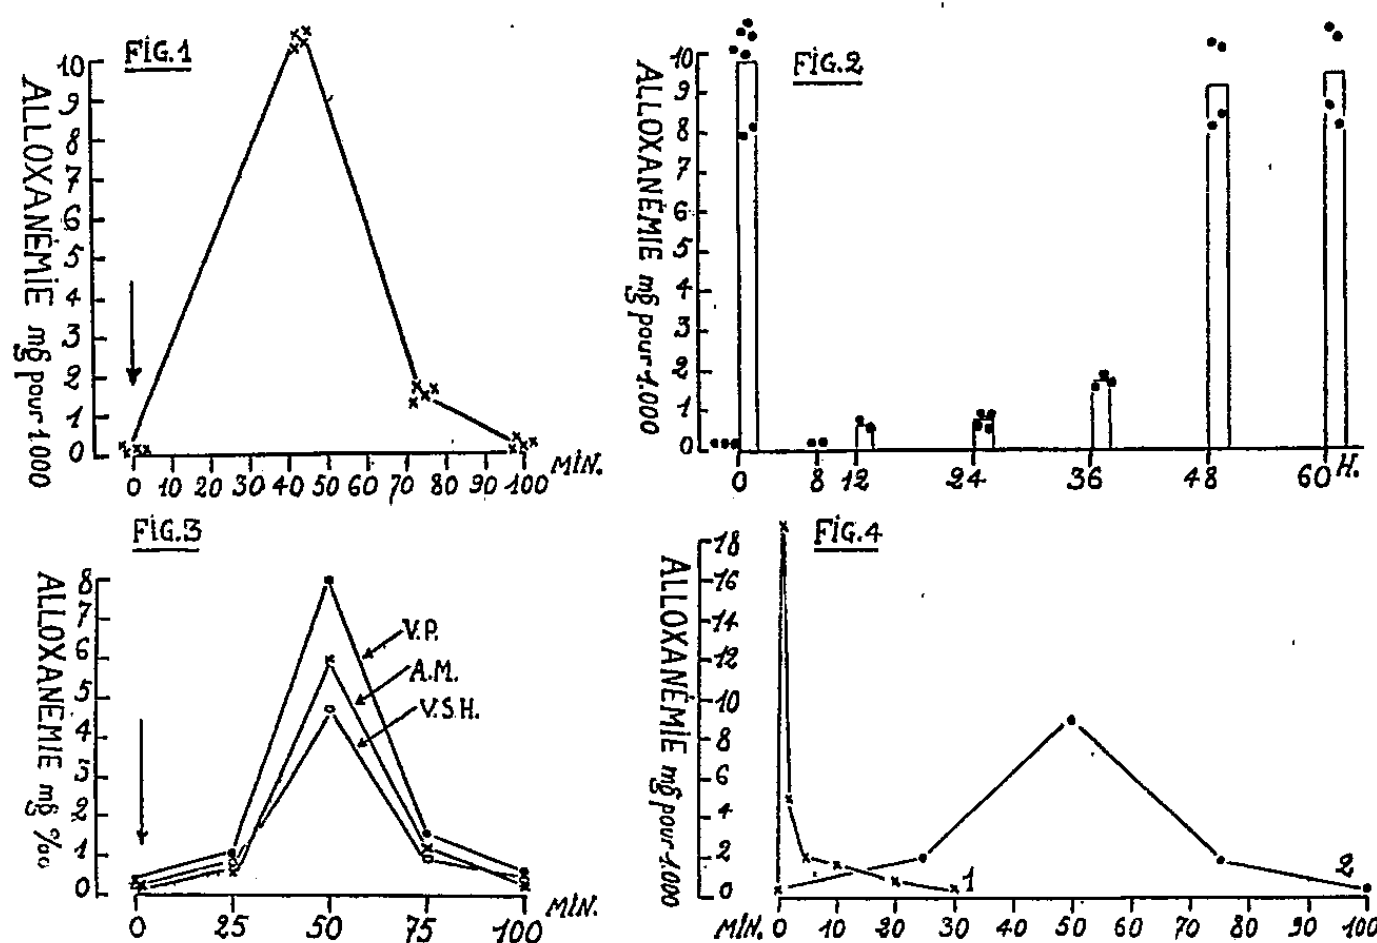 FIG.1
ALLOXANÉMIE mg pour 1000
10
9
8
7
6
5
4
3
2
1
0
0 10 20 30 40 50 60 70 80 90 100 MIN.
FIG.2
ALLOXANÉMIE mg pour 1.000
10
9
8
7
6
5
4
3
2
1
0
0 8 12 24 36 48 60 H.
FIG.3
ALLOXANÉMIE mg ‰
8
7
6
5
4
3
2
1
0
V.P.
A.M.
V.S.H.
0 25 50 75 100 MIN.
FIG.4
ALLOXANÉMIE mg pour 1.000
18
16
14
12
10
8
6
4
2
0
1
2
MIN. 0 10 20 30 40 50 60 70 80 90 100